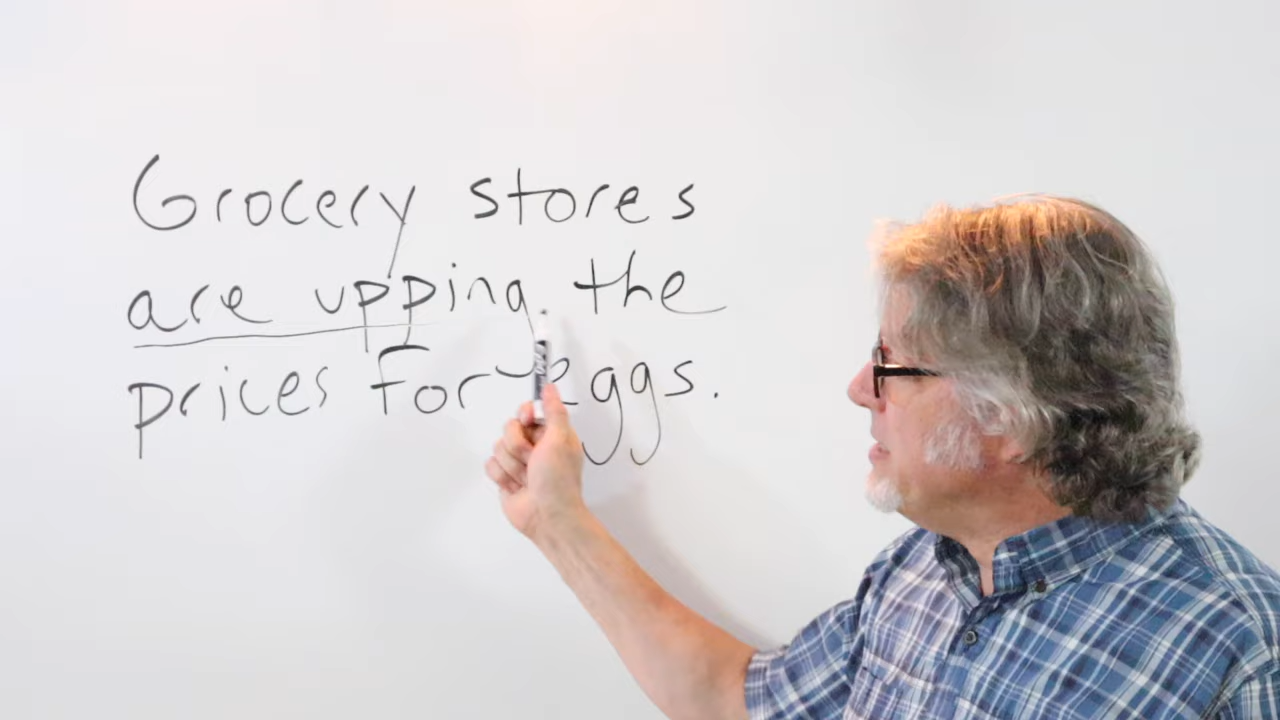 Grocery stores
are upping the
prices for eggs.